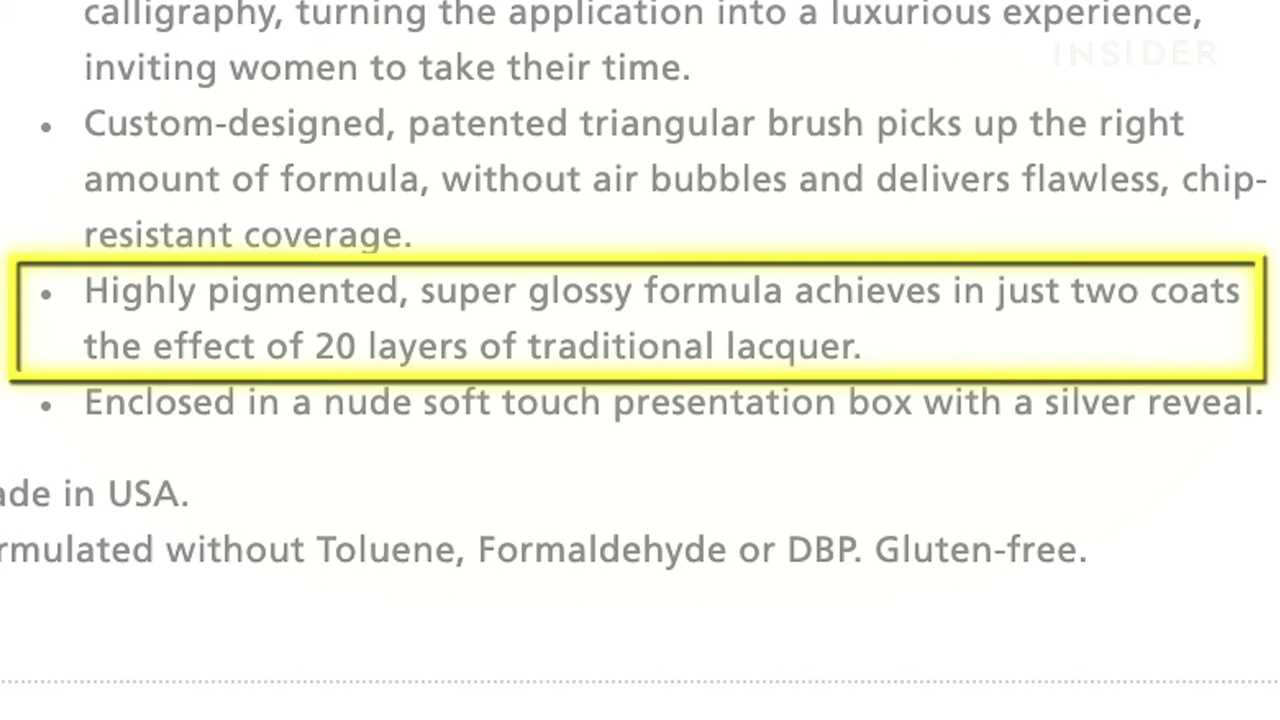 calligraphy, turning the application into a luxurious experience,
INSIDER
inviting women to take their time.
• Custom-designed, patented triangular brush picks up the right
amount of formula, without air bubbles and delivers flawless, chip-
resistant coverage.
• Highly pigmented, super glossy formula achieves in just two coats
the effect of 20 layers of traditional lacquer.
• Enclosed in a nude soft touch presentation box with a silver reveal.
ade in USA.
rmulated without Toluene, Formaldehyde or DBP. Gluten-free.